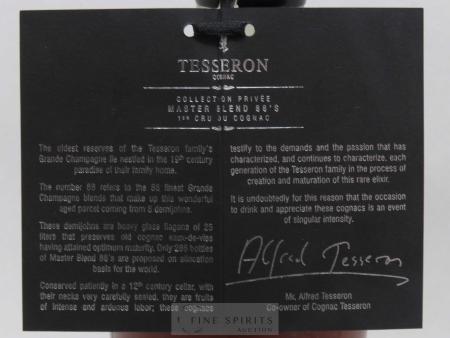 TESSERON
COGNAC
COLLECTION PRIVÉE
MASTER BLEND 88'S
1ER CRU DU COGNAC
The oldest reserves of the Tesseron family's
Grande Champagne lie nestled in the 19th century
paradise of their family home.
The number 88 refers to the 88 finest Grande
Champagne blends that make up this wonderful
aged parcel coming from 8 demijohns.
These demijohns are heavy glass flagons of 25
liters that preserves old cognac eaux-de-vies
having attained optimum maturity. Only 286 bottles
of Master Blend 88's are proposed on allocation
basis for the world.
Conserved patiently in a 12th century cellar, with
their necks very carefully sealed, they are fruits
of intense and arduous labor; these cognacs
testify to the demands and the passion that has
characterized, and continues to characterize, each
generation of the Tesseron family in the process of
creation and maturation of this rare elixir.
It is undoubtedly for this reason that the occasion
to drink and appreciate these cognacs is an event
of singular intensity.
Alfred Tesseron
Mr. Alfred Tesseron
Co-owner of Cognac Tesseron
FINE SPIRITS
AUCTION